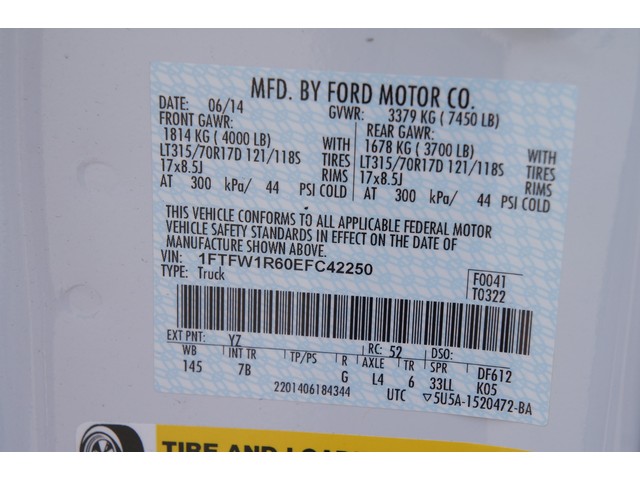 MFD. BY FORD MOTOR CO.
DATE: 06/14 GVWR: 3379 KG ( 7450 LB)
FRONT GAWR: REAR GAWR:
1814 KG ( 4000 LB) WITH 1678 KG ( 3700 LB) WITH
LT315/70R17D 121/118S TIRES LT315/70R17D 121/118S TIRES
17x8.5J RIMS 17x8.5J RIMS
AT 300 kPa/ 44 PSI COLD AT 300 kPa/ 44 PSI COLD
THIS VEHICLE CONFORMS TO ALL APPLICABLE FEDERAL MOTOR
VEHICLE SAFETY STANDARDS IN EFFECT ON THE DATE OF
MANUFACTURE SHOWN ABOVE.
VIN: 1FTFW1R60EFC42250
TYPE: Truck F0041
T0322
EXT PNT: YZ RC: 52 DSO:
WB INT TR TP/PS R AXLE TR SPR DF612
145 7B G L4 6 33LL K05
2201406184344 UTC ▽5U5A-1520472-BA
TIRE AND